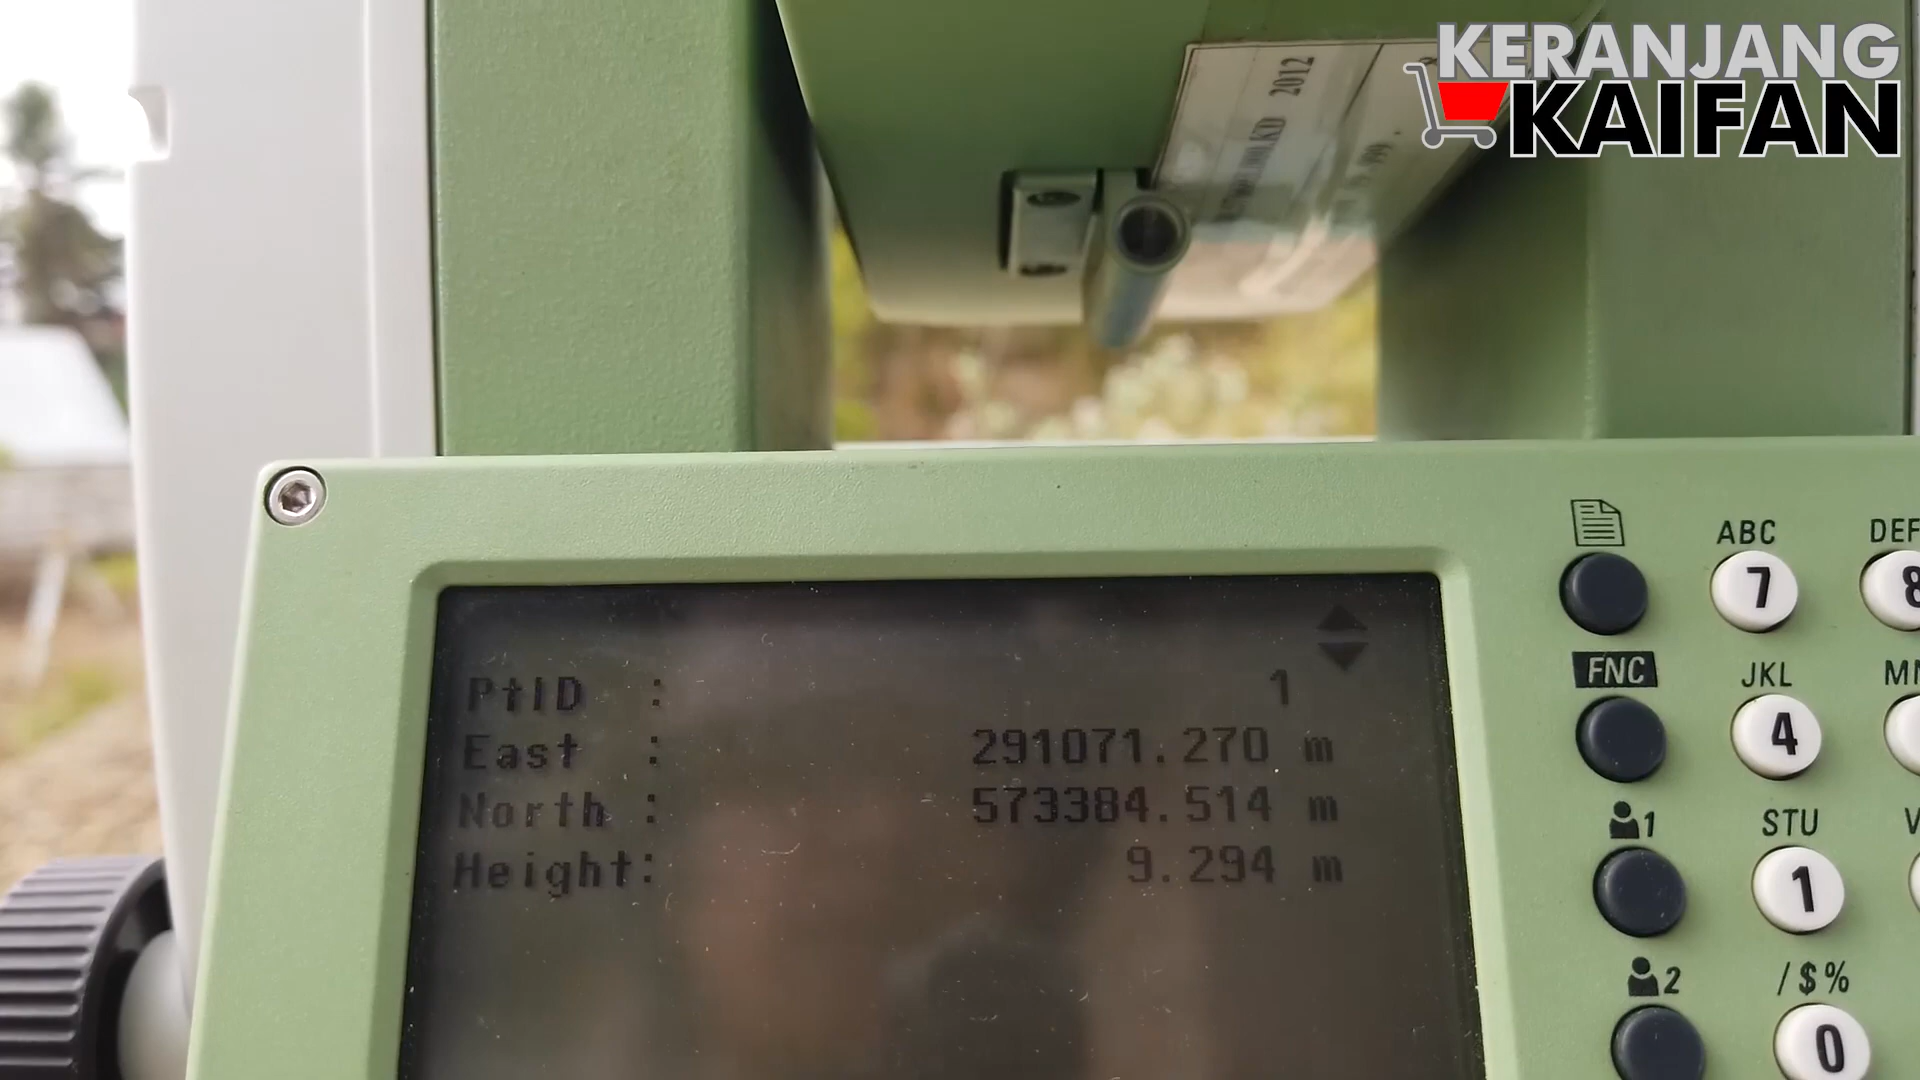 KERANJANG
KAIFAN
2012
ABC
DEF
7
8
PtID : 1
FNC
JKL
East : 291071.270 m
4
North : 573384.514 m
1
STU
Height: 9.294 m
1
2
/ $ %
0